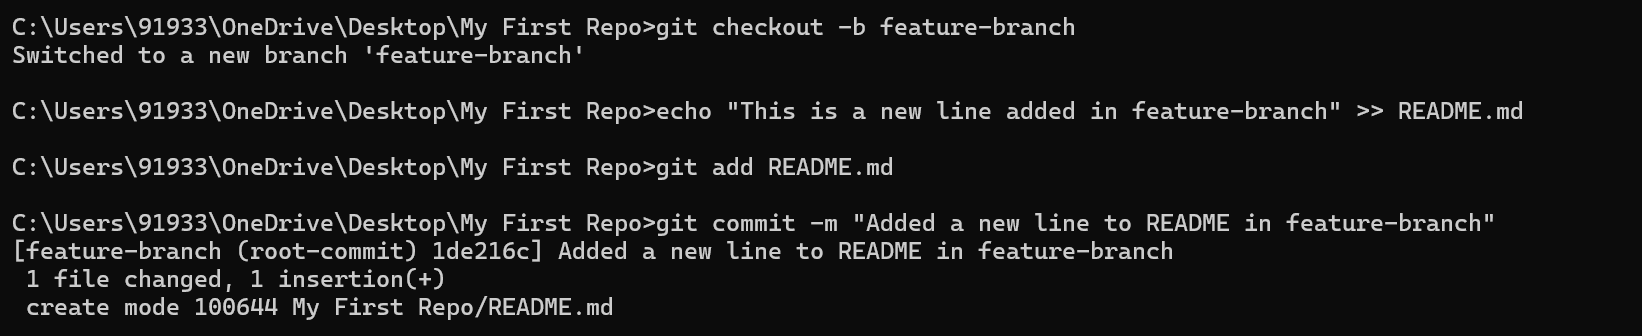 C:\Users\91933\OneDrive\Desktop\My First Repo>git checkout -b feature-branch
Switched to a new branch 'feature-branch'
C:\Users\91933\OneDrive\Desktop\My First Repo>echo "This is a new line added in feature-branch" >> README.md
C:\Users\91933\OneDrive\Desktop\My First Repo>git add README.md
C:\Users\91933\OneDrive\Desktop\My First Repo>git commit -m "Added a new line to README in feature-branch"
[feature-branch (root-commit) 1de216c] Added a new line to README in feature-branch
 1 file changed, 1 insertion(+)
 create mode 100644 My First Repo/README.md